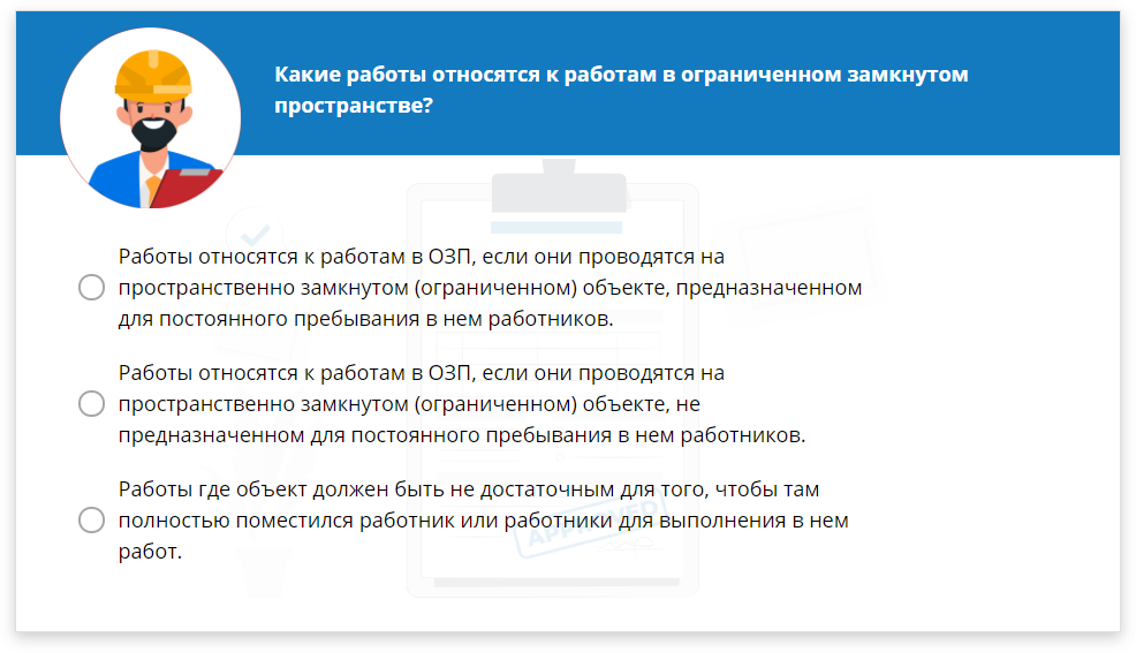 Какие работы относятся к работам в ограниченном замкнутом
пространстве?
Работы относятся к работам в ОЗП, если они проводятся на
пространственно замкнутом (ограниченном) объекте, предназначенном
для постоянного пребывания в нем работников.
Работы относятся к работам в ОЗП, если они проводятся на
пространственно замкнутом (ограниченном) объекте, не
предназначенном для постоянного пребывания в нем работников.
Работы где объект должен быть не достаточным для того, чтобы там
полностью поместился работник или работники для выполнения в нем
работ.
APPROVED